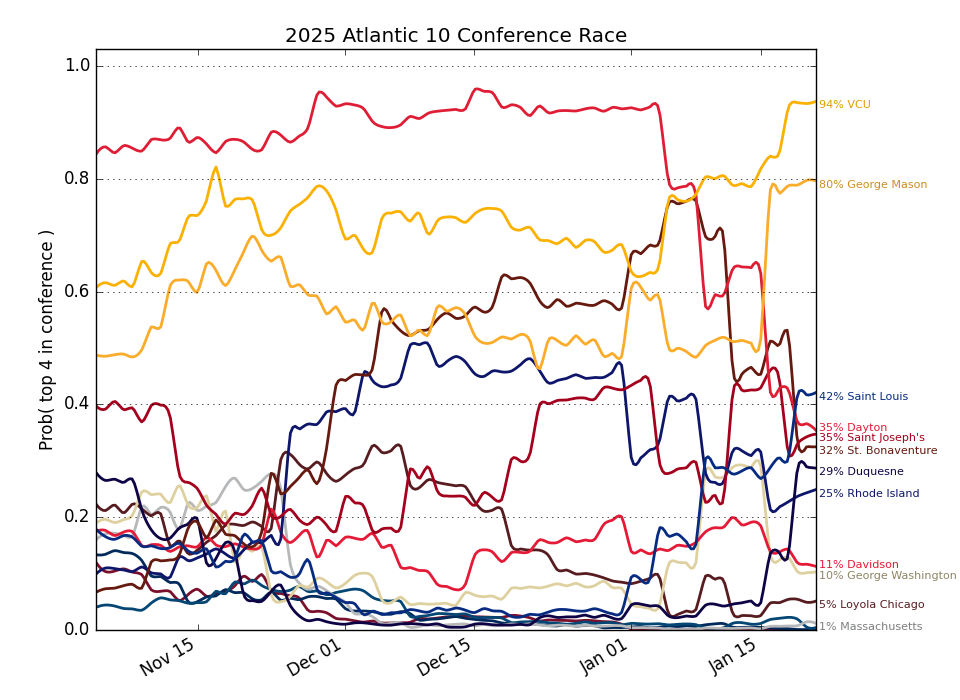 2025 Atlantic 10 Conference Race
Prob( top 4 in conference )
1.0
0.8
0.6
0.4
0.2
0.0
Nov 15
Dec 01
Dec 15
Jan 01
Jan 15
94% VCU
80% George Mason
42% Saint Louis
35% Dayton
35% Saint Joseph's
32% St. Bonaventure
29% Duquesne
25% Rhode Island
11% Davidson
10% George Washington
5% Loyola Chicago
1% Massachusetts